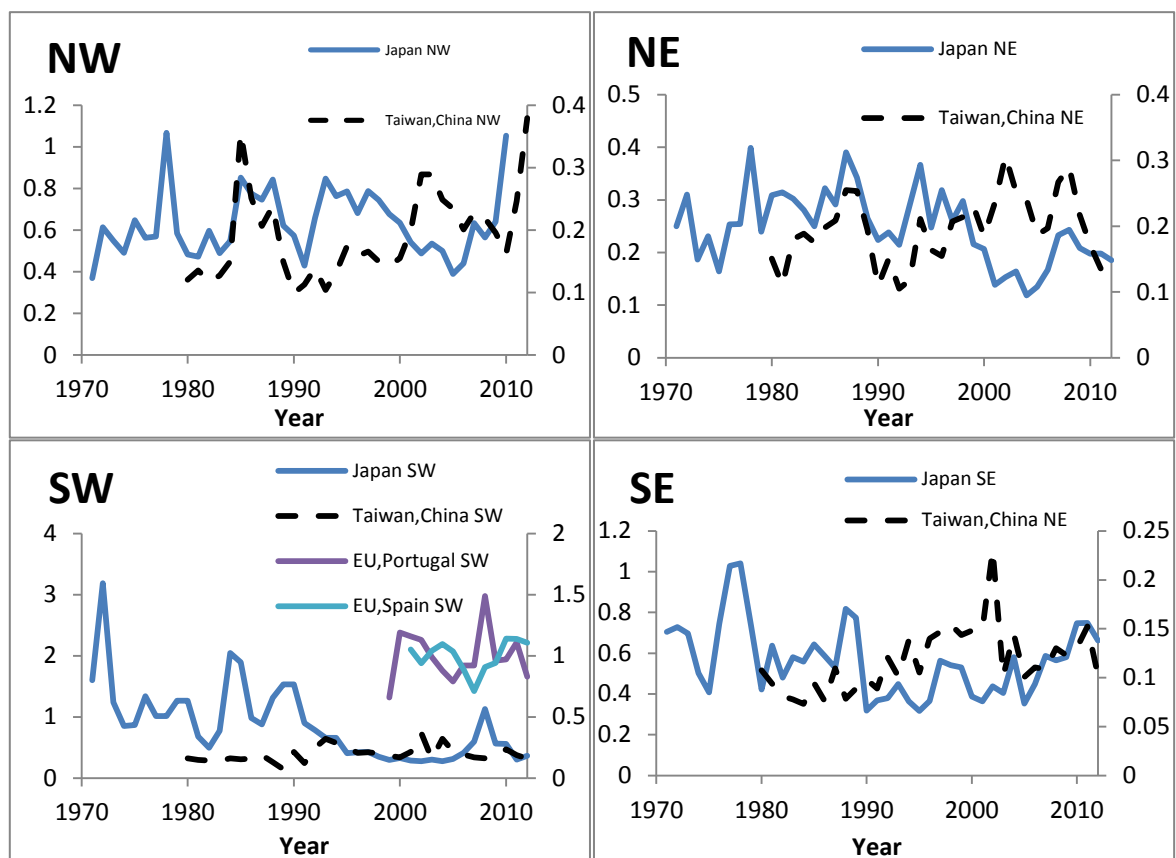 NW
Japan NW
Taiwan,China NW
1.2
1
0.8
0.6
0.4
0.2
0
0.4
0.3
0.2
0.1
0
1970 1980 1990 2000 2010
Year
NE
Japan NE
Taiwan,China NE
0.5
0.4
0.3
0.2
0.1
0
0.4
0.3
0.2
0.1
0
1970 1980 1990 2000 2010
Year
SW
Japan SW
Taiwan,China SW
EU,Portugal SW
EU,Spain SW
4
3
2
1
0
2
1.5
1
0.5
0
1970 1980 1990 2000 2010
Year
SE
Japan SE
Taiwan,China NE
1.2
1
0.8
0.6
0.4
0.2
0
0.25
0.2
0.15
0.1
0.05
0
1970 1980 1990 2000 2010
Year